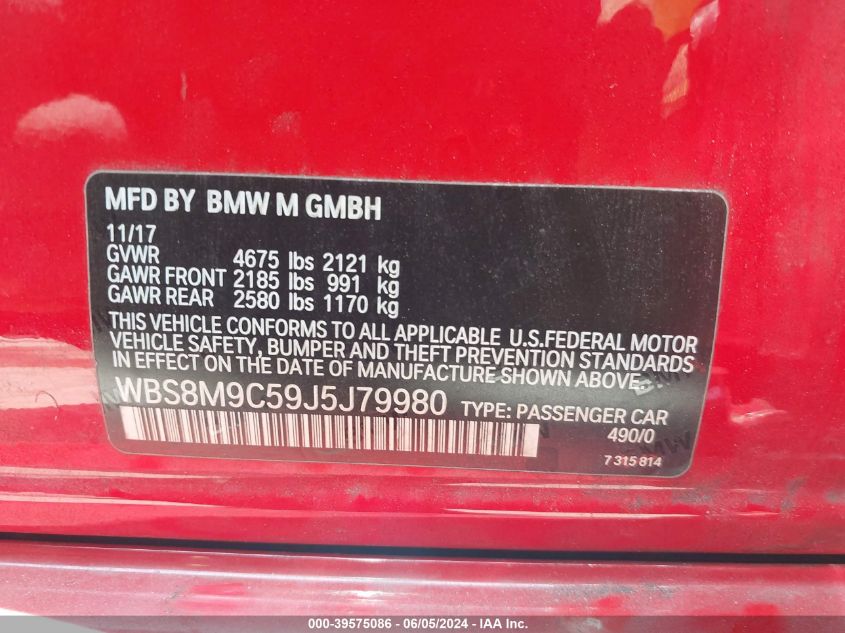 MFD BY BMW M GMBH
11/17
GVWR 4675 lbs 2121 kg
GAWR FRONT 2185 lbs 991 kg
GAWR REAR 2580 lbs 1170 kg
THIS VEHICLE CONFORMS TO ALL APPLICABLE U.S.FEDERAL MOTOR
VEHICLE SAFETY, BUMPER AND THEFT PREVENTION STANDARDS
IN EFFECT ON THE DATE OF MANUFACTURE SHOWN ABOVE.
WBS8M9C59J5J79980 TYPE: PASSENGER CAR
490/0
7 315 814
000-39575086 - 06/05/2024 - IAA Inc.